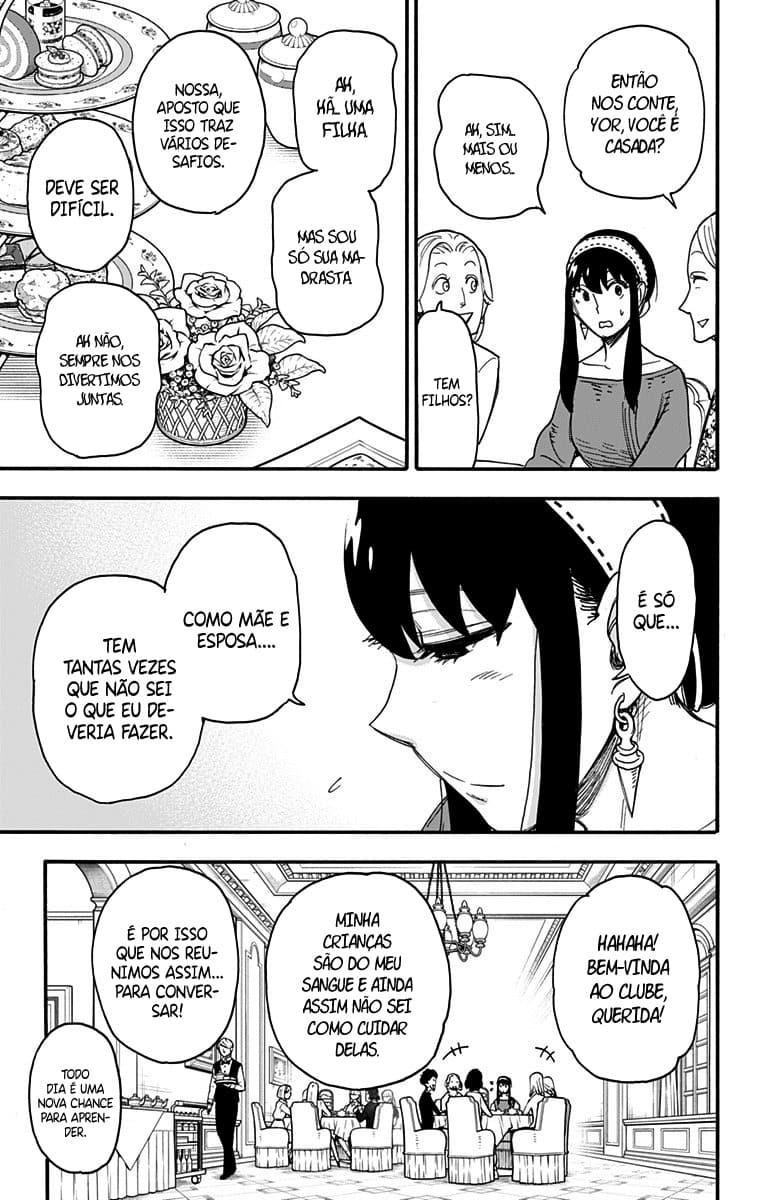 ENTÃO
NOS CONTE,
YOR, VOCÊ É
CASADA?
AH, SIM...
MAIS OU
MENOS..
TEM
FILHOS?
AH,
HÃ... UMA
FILHA
MAS SOU
SÓ SUA MA-
DRASTA
NOSSA,
APOSTO QUE
ISSO TRAZ
VÁRIOS DE-
SAFIOS.
DEVE SER
DIFÍCIL.
AH NÃO,
SEMPRE NOS
DIVERTIMOS
JUNTAS.
É SÓ
QUE...
COMO MÃE E
ESPOSA....
TEM
TANTAS VEZES
QUE NÃO SEI
O QUE EU DE-
VERIA FAZER.
HAHAHA!
BEM-VINDA
AO CLUBE,
QUERIDA!
MINHA
CRIANÇAS
SÃO DO MEU
SANGUE E AINDA
ASSIM NÃO SEI
COMO CUIDAR
DELAS.
É POR ISSO
QUE NOS REU-
NIMOS ASSIM...
PARA CONVER-
SAR!
TODO
DIA É UMA
NOVA CHANCE
PARA APREN-
DER.